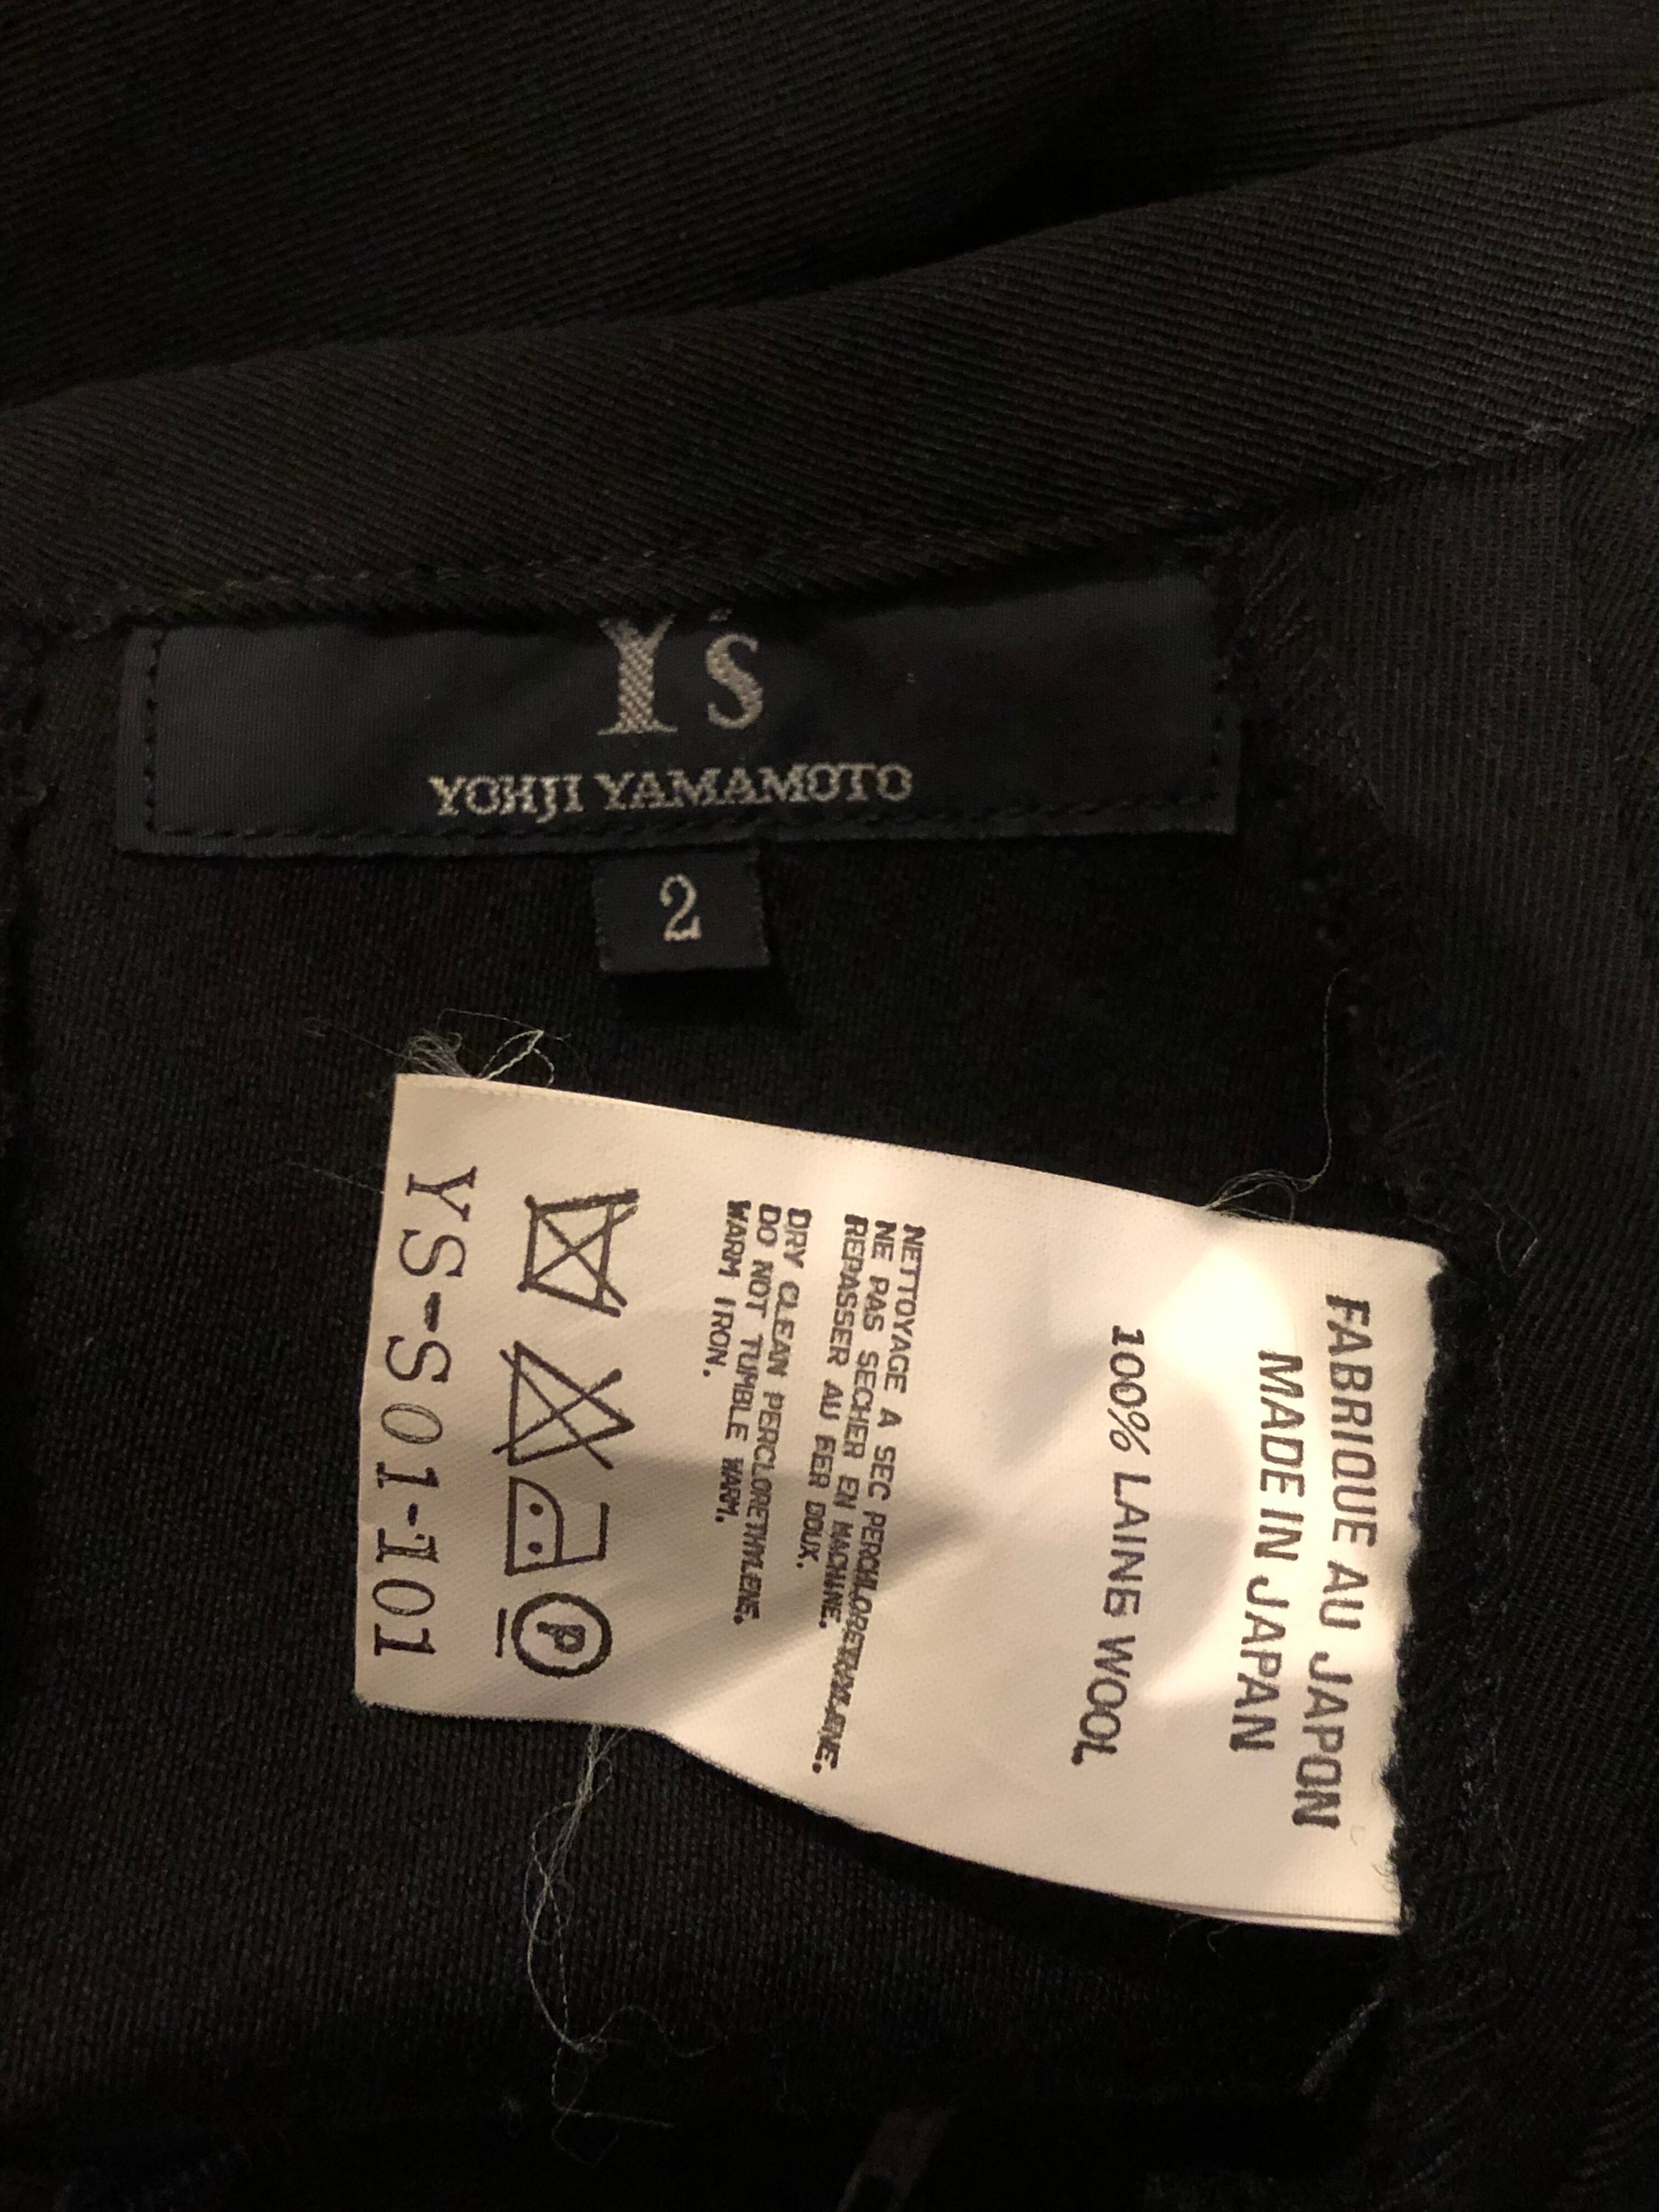 Y's
YOHJI YAMAMOTO
2
FABRIQUE AU JAPON
MADE IN JAPAN
100% LAINE WOOL
NETTOYAGE A SEC PERCHLORETHYLENE.
NE PAS SECHER EN MACHINE.
REPASSER AU FER DOUX.
DRY CLEAN PERCLORETHYLENE.
DO NOT TUMBLE WARM.
WARM IRON.
P
YS-S01-101